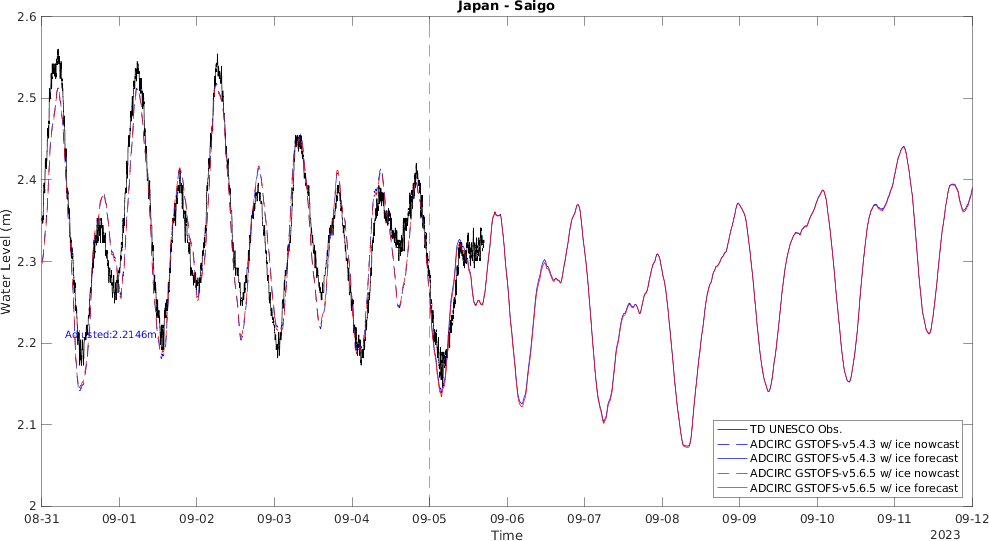 Japan - Saigo
2.6
2.5
2.4
2.3
2.2
2.1
2
Water Level (m)
Adjusted:2.2146m
TD UNESCO Obs.
ADCIRC GSTOFS-v5.4.3 w/ ice nowcast
ADCIRC GSTOFS-v5.4.3 w/ ice forecast
ADCIRC GSTOFS-v5.6.5 w/ ice nowcast
ADCIRC GSTOFS-v5.6.5 w/ ice forecast
08-31 09-01 09-02 09-03 09-04 09-05 09-06 09-07 09-08 09-09 09-10 09-11 09-12
Time
2023